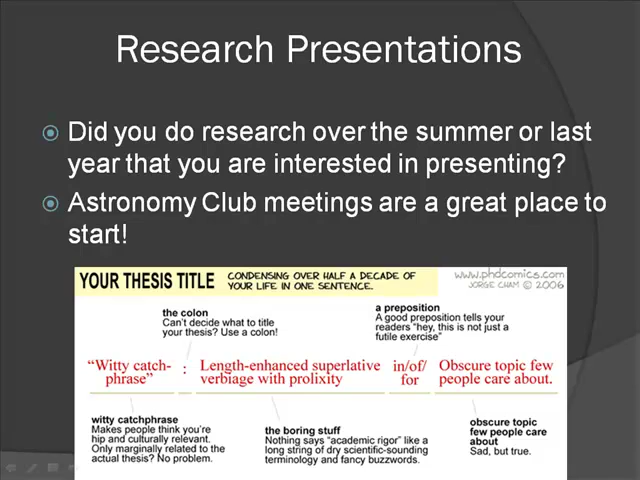 Research Presentations
Did you do research over the summer or last
year that you are interested in presenting?
Astronomy Club meetings are a great place to
start!
YOUR THESIS TITLE
CONDENSING OVER HALF A DECADE OF
YOUR LIFE IN ONE SENTENCE.
www.phdcomics.com
JORGE CHAM © 2006
the colon
Can't decide what to title
your thesis? Use a colon!
a preposition
A good preposition tells your
readers "hey, this is not just a
futile exercise"
"Witty catch-
phrase"
:
Length-enhanced superlative
verbiage with prolixity
in/of/
for
Obscure topic few
people care about.
witty catchphrase
Makes people think you're
hip and culturally relevant.
Only marginally related to the
actual thesis? No problem.
the boring stuff
Nothing says "academic rigor" like a
long string of dry scientific-sounding
terminology and fancy buzzwords.
obscure topic
few people care
about
Sad, but true.